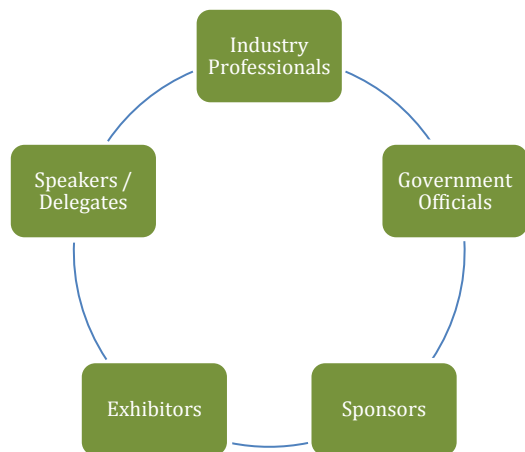 Industry
Professionals
Speakers /
Delegates
Government
Officials
Exhibitors
Sponsors